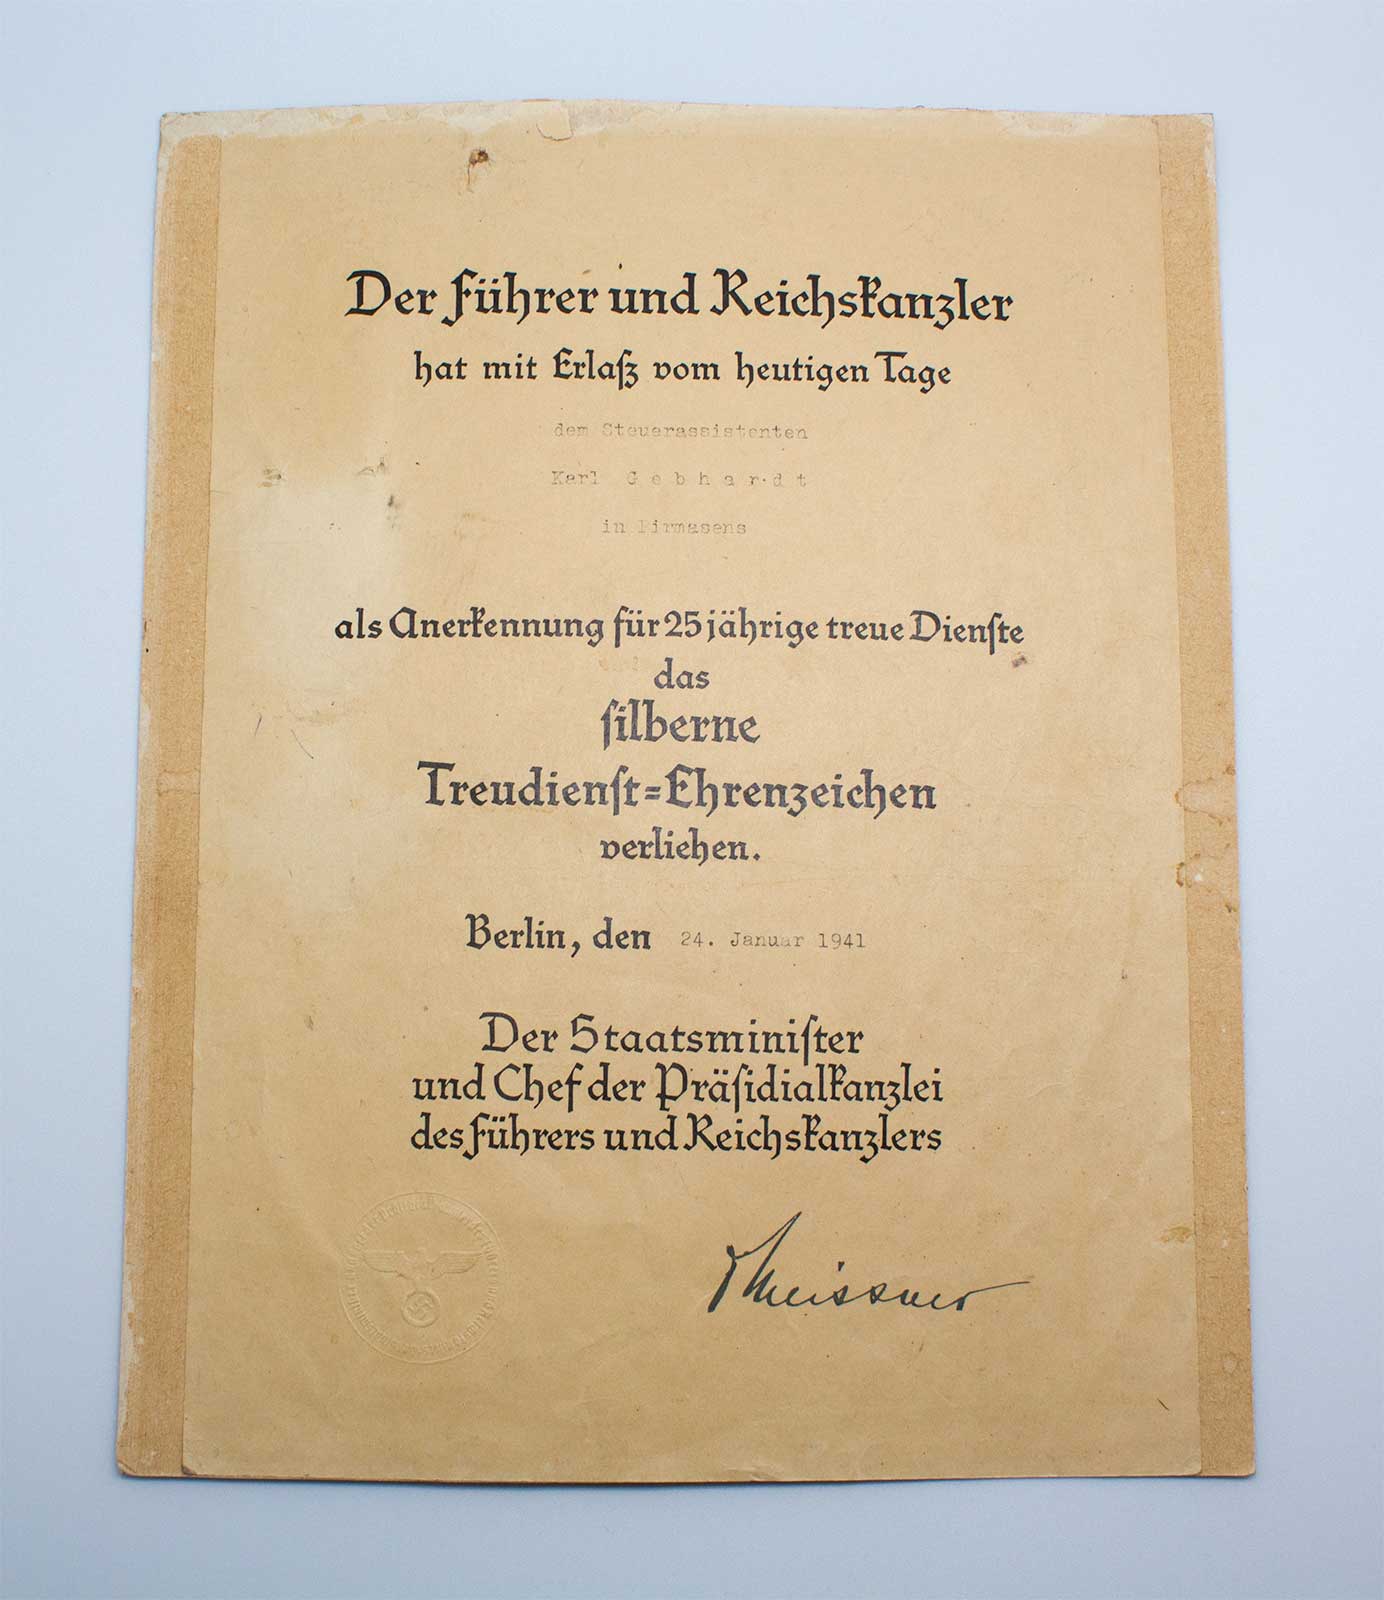 Der Führer und Reichskanzler
hat mit Erlaß vom heutigen Tage
dem Steuerassistenten
Karl G e b h a r d t
in Pirmasens
als Anerkennung für 25 jährige treue Dienste
das
silberne
Treudienst=Ehrenzeichen
verliehen.
Berlin, den 24. Januar 1941
Der Staatsminister
und Chef der Präsidialkanzlei
des Führers und Reichskanzlers
Meissner